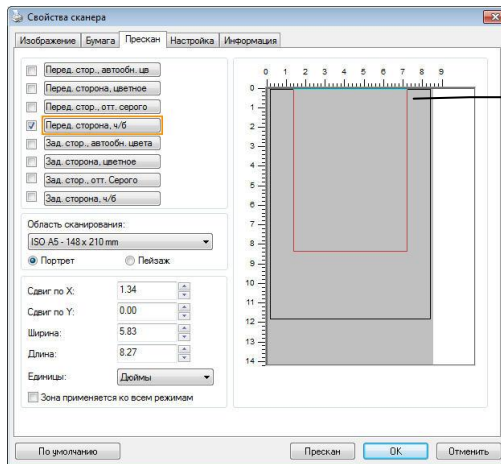 Свойства сканера
Изображение Бумага Прескан Настройка Информация
Перед. стор., автообн. цв
Перед. сторона, цветное
Перед. стор., отт. серого
Перед. сторона, ч/б
Зад. стор., автообн. цвета
Зад. сторона, цветное
Зад. стор., отт. Серого
Зад. сторона, ч/б
Область сканирования:
ISO A5 - 148 x 210 mm
Портрет Пейзаж
Сдвиг по X: 1.34
Сдвиг по Y: 0.00
Ширина: 5.83
Длина: 8.27
Единицы: Дюймы
Зона применяется ко всем режимам
0 1 2 3 4 5 6 7 8 9
0
1
2
3
4
5
6
7
8
9
10
11
12
13
14
По умолчанию Прескан OK Отменить